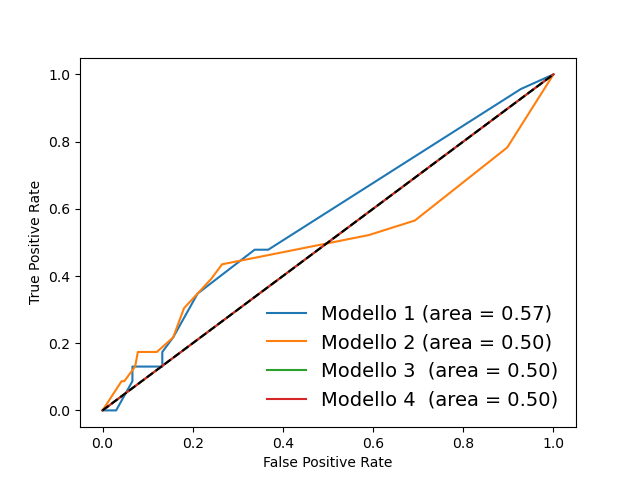 1.0
0.8
0.6
0.4
0.2
0.0
True Positive Rate
Modello 1 (area = 0.57)
Modello 2 (area = 0.50)
Modello 3  (area = 0.50)
Modello 4  (area = 0.50)
0.0 0.2 0.4 0.6 0.8 1.0
False Positive Rate